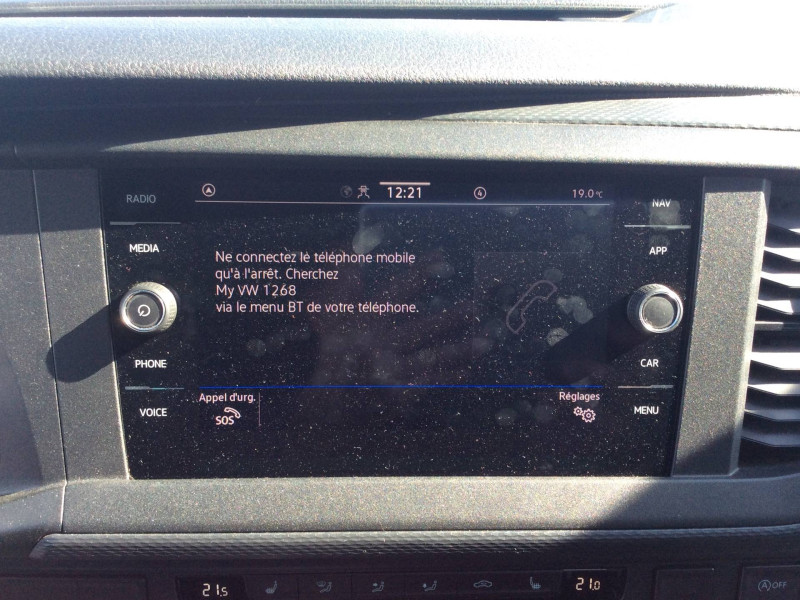 RADIO
12:21
4
19.0°C
NAV
MEDIA
APP
Ne connectez le téléphone mobile
qu'à l'arrêt. Cherchez
My VW 1268
via le menu BT de votre téléphone.
PHONE
CAR
Appel d'urg.
Réglages
VOICE
SOS
MENU
21.5
21.0
A OFF